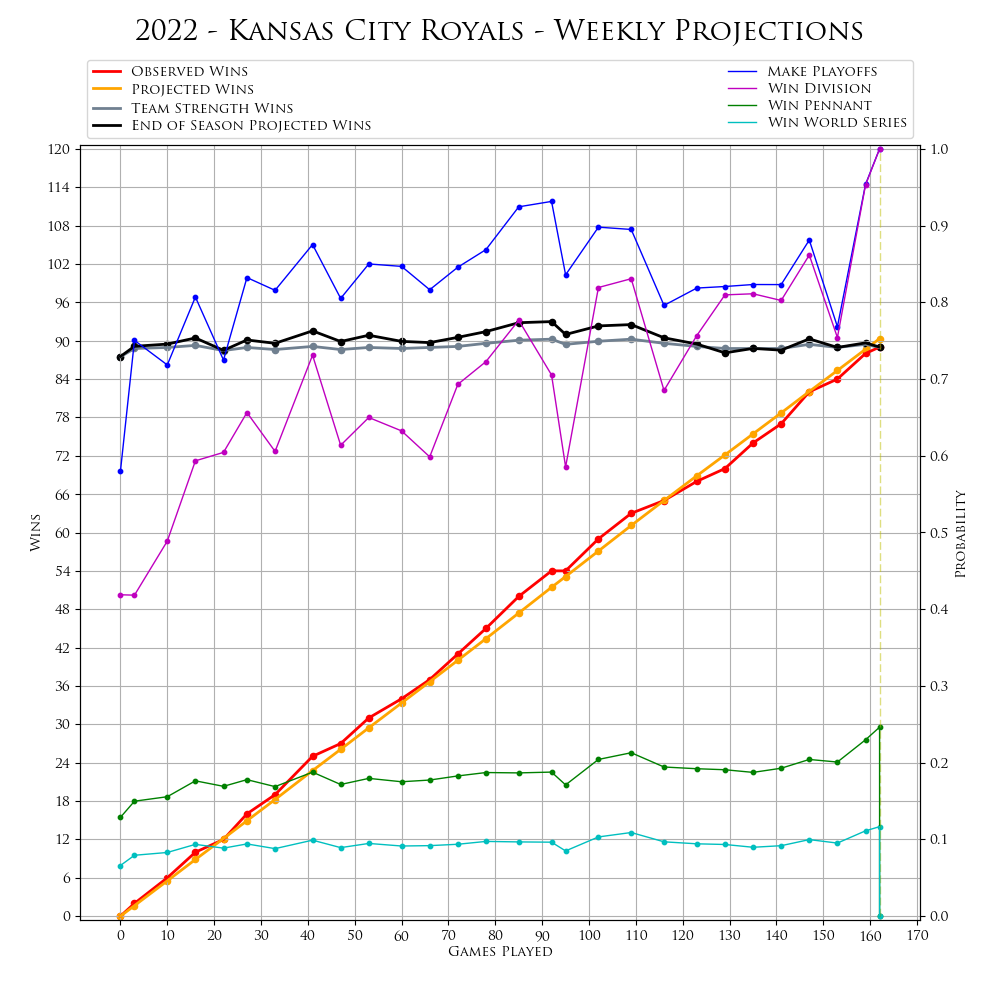 2022 - Kansas City Royals - Weekly Projections
Observed Wins
Projected Wins
Team Strength Wins
End of Season Projected Wins
Make Playoffs
Win Division
Win Pennant
Win World Series
120
114
108
102
96
90
84
78
72
66
60
54
48
42
36
30
24
18
12
6
0
Wins
1.0
0.9
0.8
0.7
0.6
0.5
0.4
0.3
0.2
0.1
0.0
Probability
0 10 20 30 40 50 60 70 80 90 100 110 120 130 140 150 160 170
Games Played